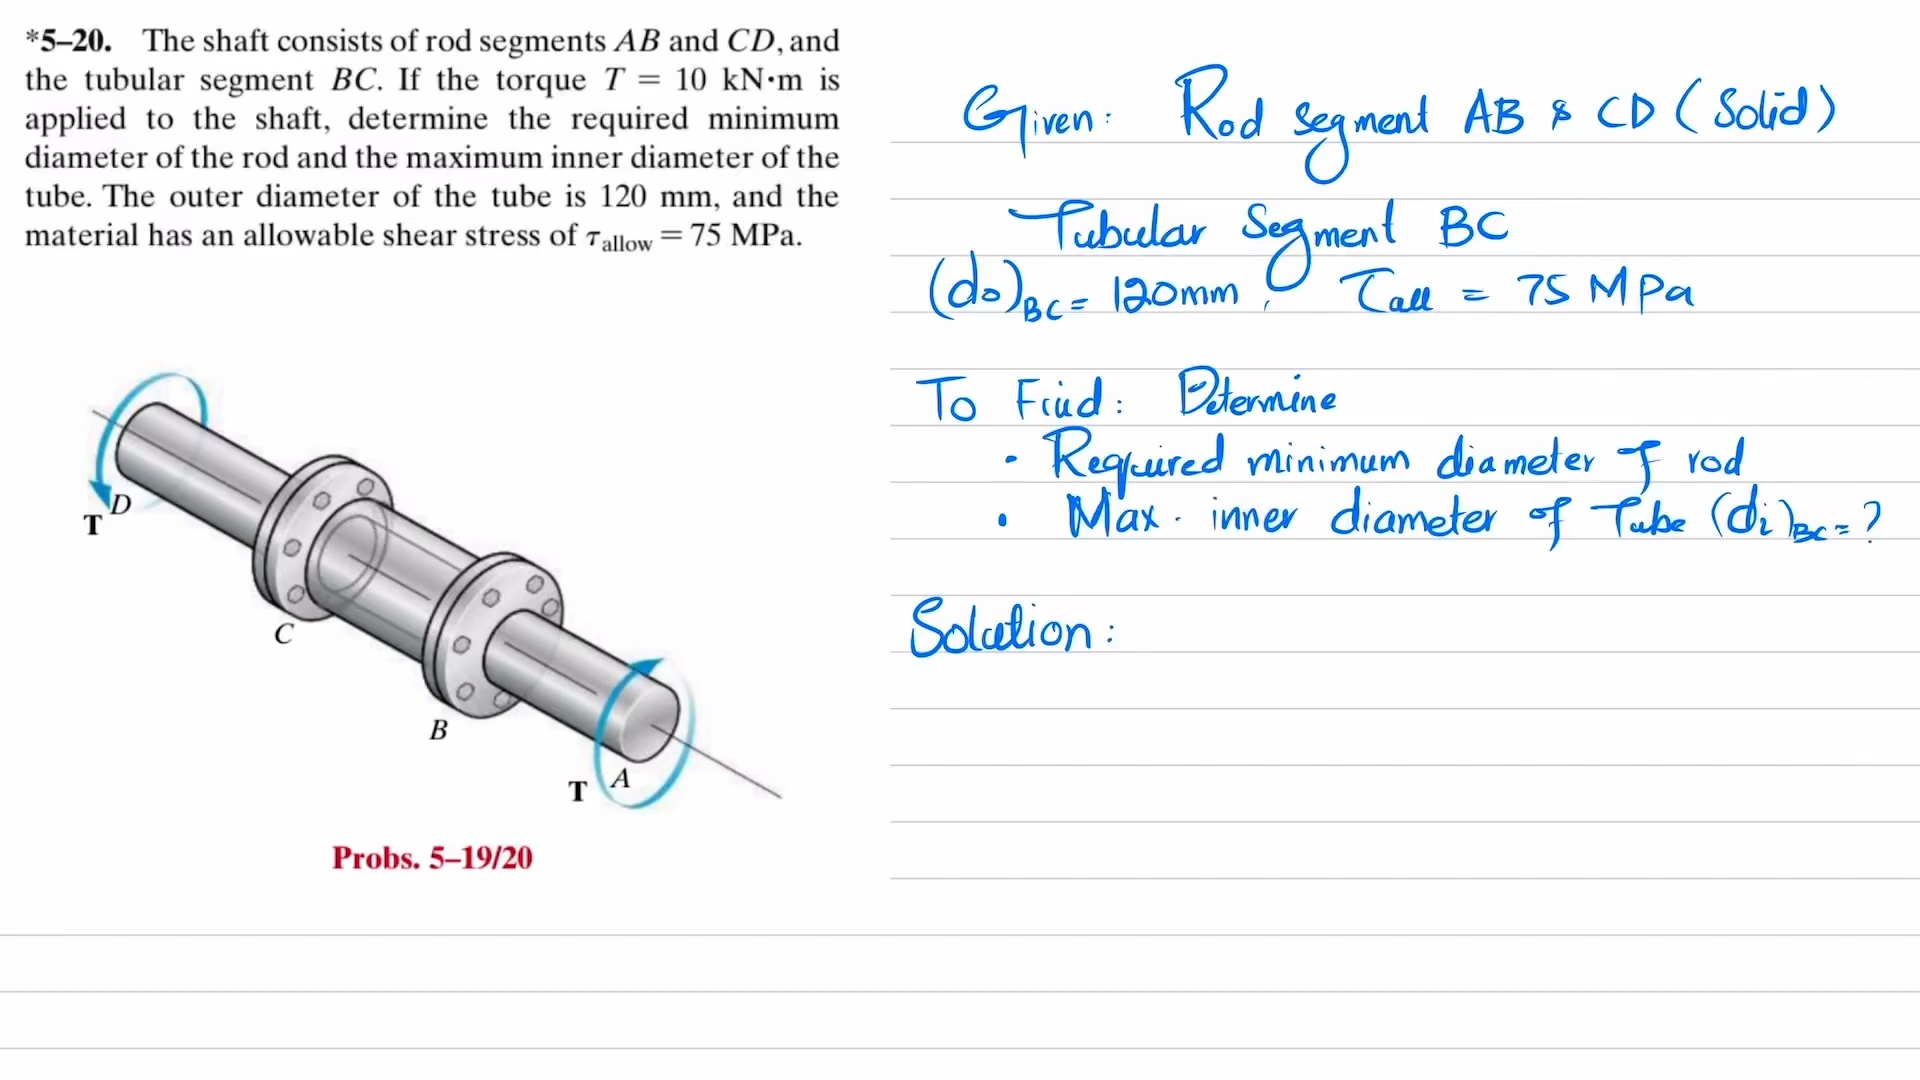 *5–20. The shaft consists of rod segments AB and CD, and
the tubular segment BC. If the torque T = 10 kN·m is
applied to the shaft, determine the required minimum
diameter of the rod and the maximum inner diameter of the
tube. The outer diameter of the tube is 120 mm, and the
material has an allowable shear stress of τallow = 75 MPa.
D
T
C
B
T
A
Probs. 5–19/20
Given: Rod segment AB & CD (Solid)
Tubular Segment BC
(do)BC = 120mm, τall = 75 MPa
To Find: Determine
• Required minimum diameter of rod
• Max. inner diameter of Tube (di)BC = ?
Solution: